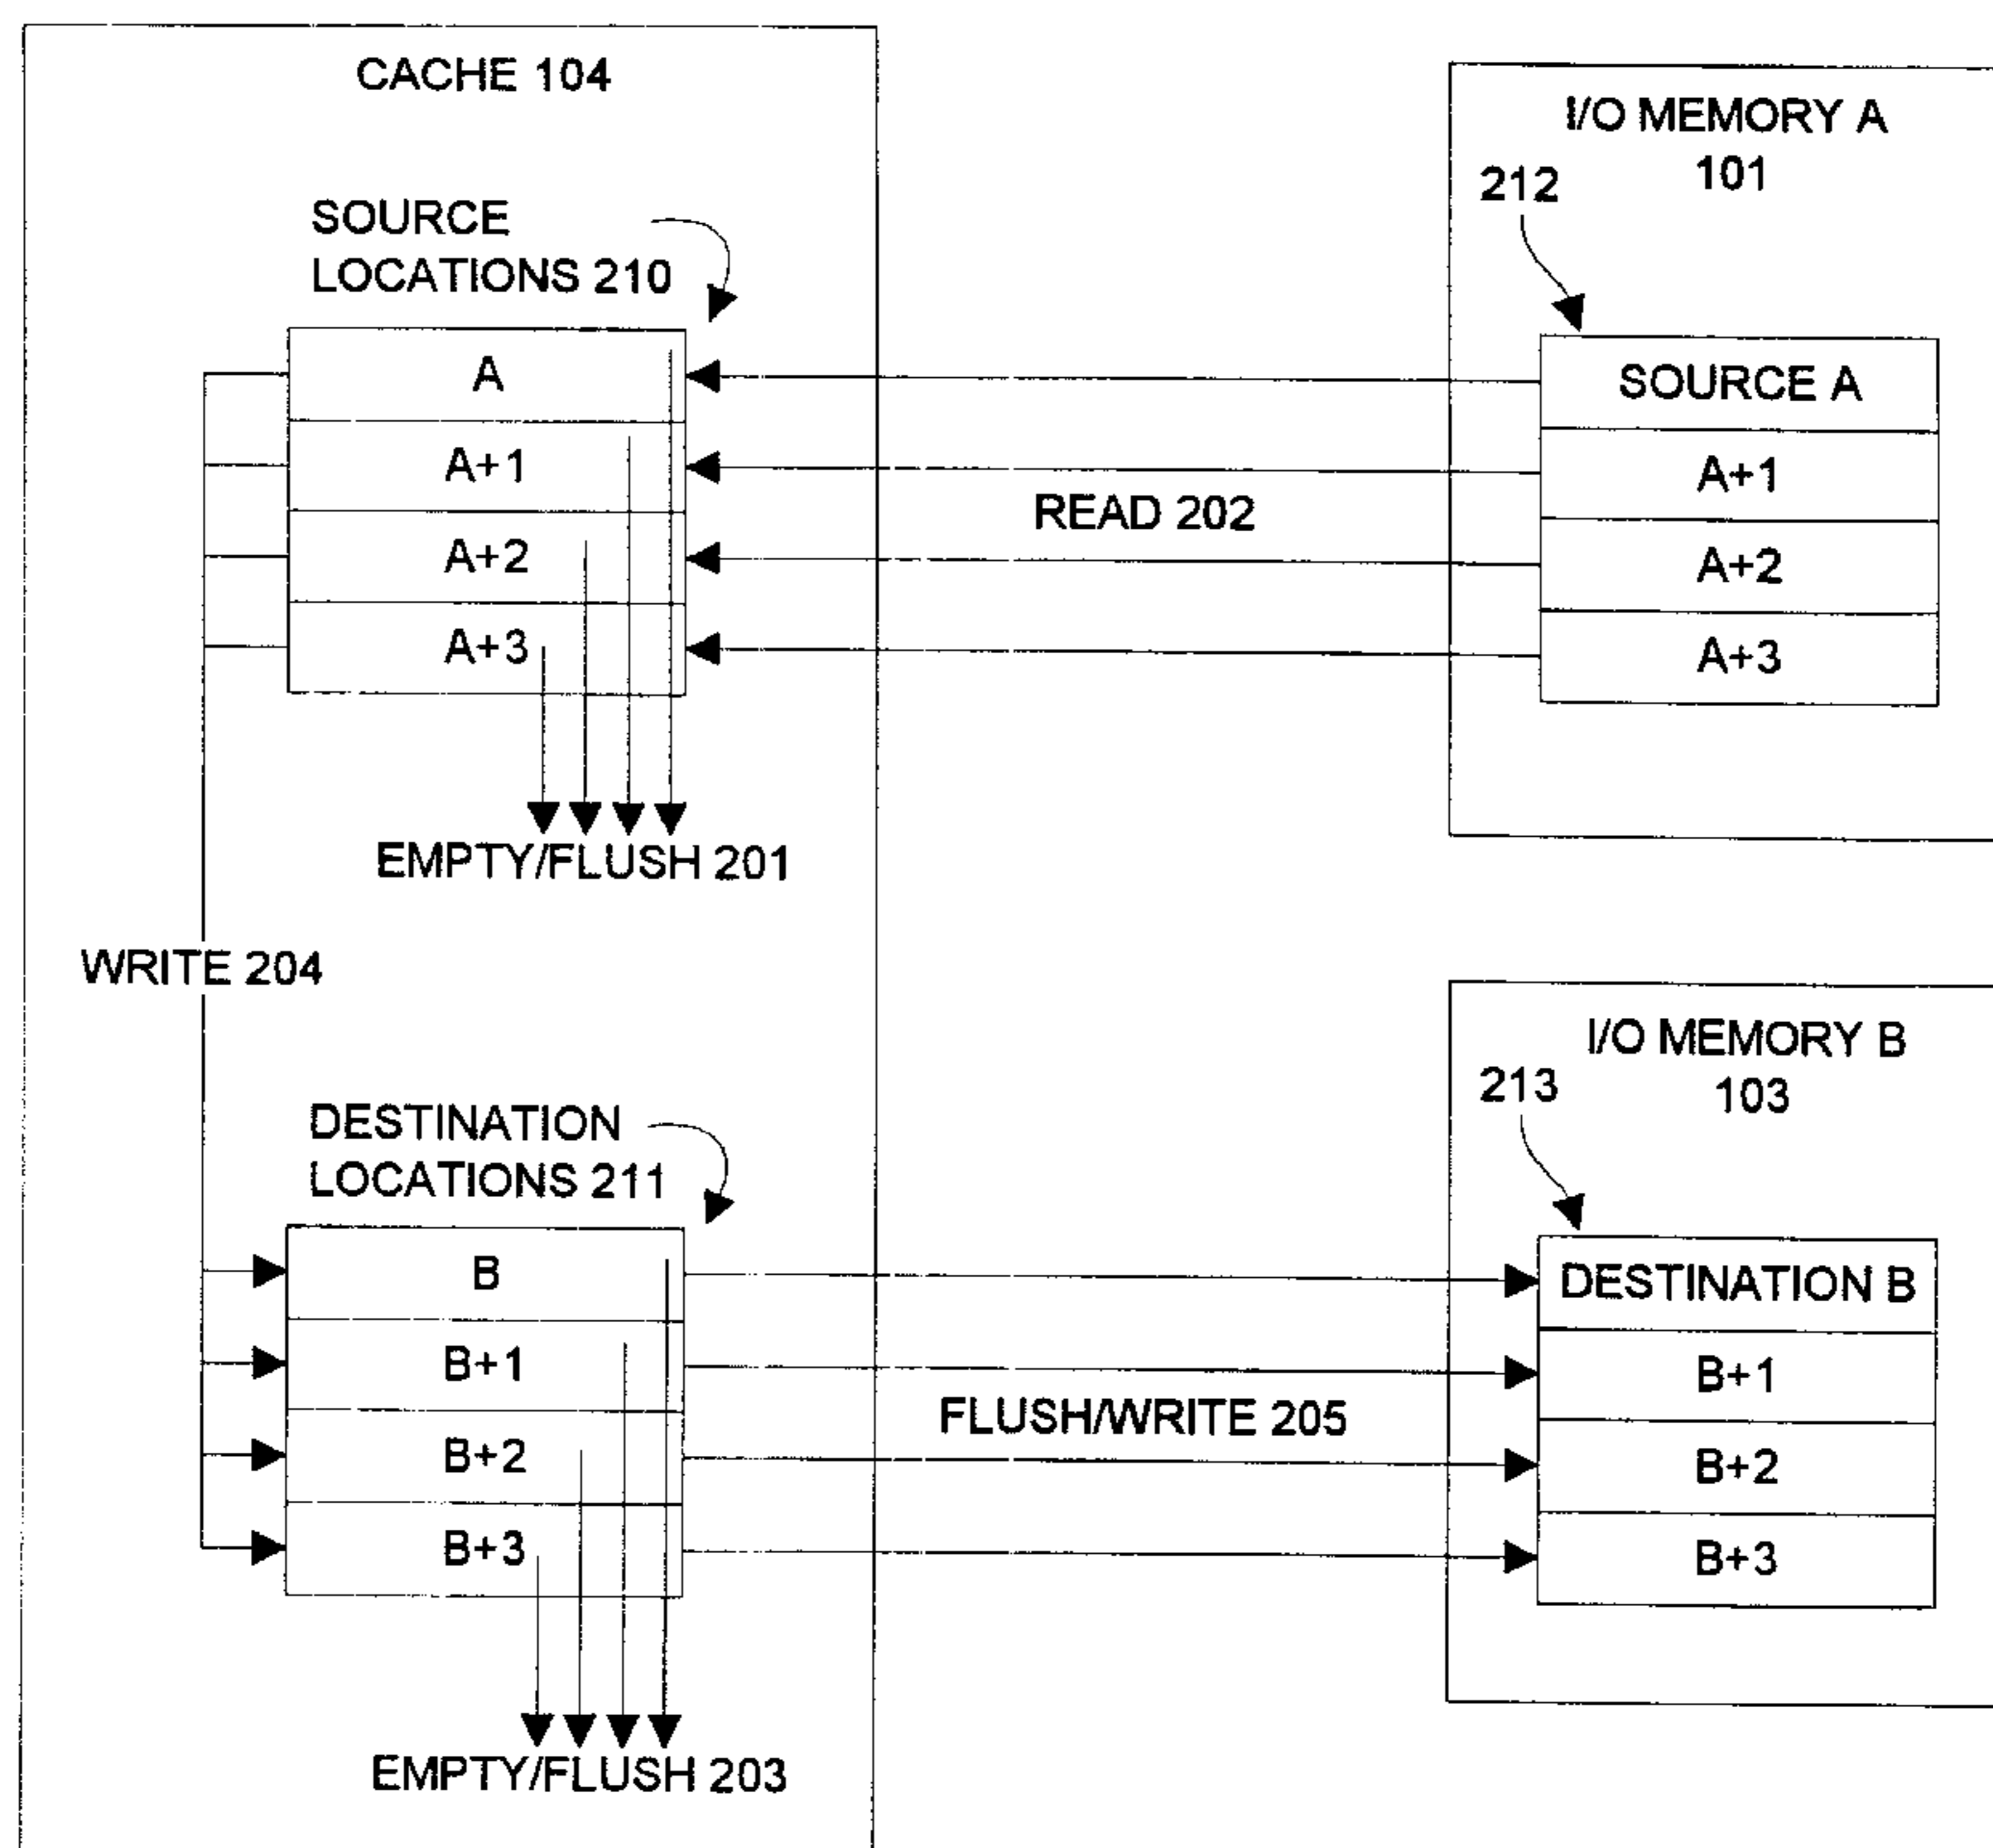 CACHE 104
SOURCE
LOCATIONS 210
A
A+1
A+2
A+3
EMPTY/FLUSH 201
WRITE 204
DESTINATION
LOCATIONS 211
B
B+1
B+2
B+3
EMPTY/FLUSH 203
READ 202
FLUSH/WRITE 205
I/O MEMORY A
101
212
SOURCE A
A+1
A+2
A+3
I/O MEMORY B
103
213
DESTINATION B
B+1
B+2
B+3